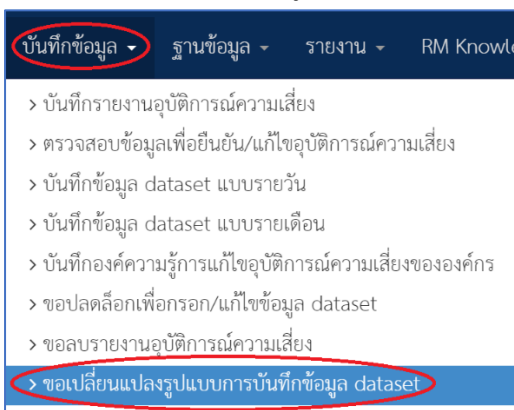 บันทึกข้อมูล ฐานข้อมูล รายงาน RM Knowle
> บันทึกรายงานอุบัติการณ์ความเสี่ยง
> ตรวจสอบข้อมูลเพื่อยืนยัน/แก้ไขอุบัติการณ์ความเสี่ยง
> บันทึกข้อมูล dataset แบบรายวัน
> บันทึกข้อมูล dataset แบบรายเดือน
> บันทึกองค์ความรู้การแก้ไขอุบัติการณ์ความเสี่ยงขององค์กร
> ขอปลดล็อกเพื่อกรอก/แก้ไขข้อมูล dataset
> ขอลบรายงานอุบัติการณ์ความเสี่ยง
> ขอเปลี่ยนแปลงรูปแบบการบันทึกข้อมูล dataset